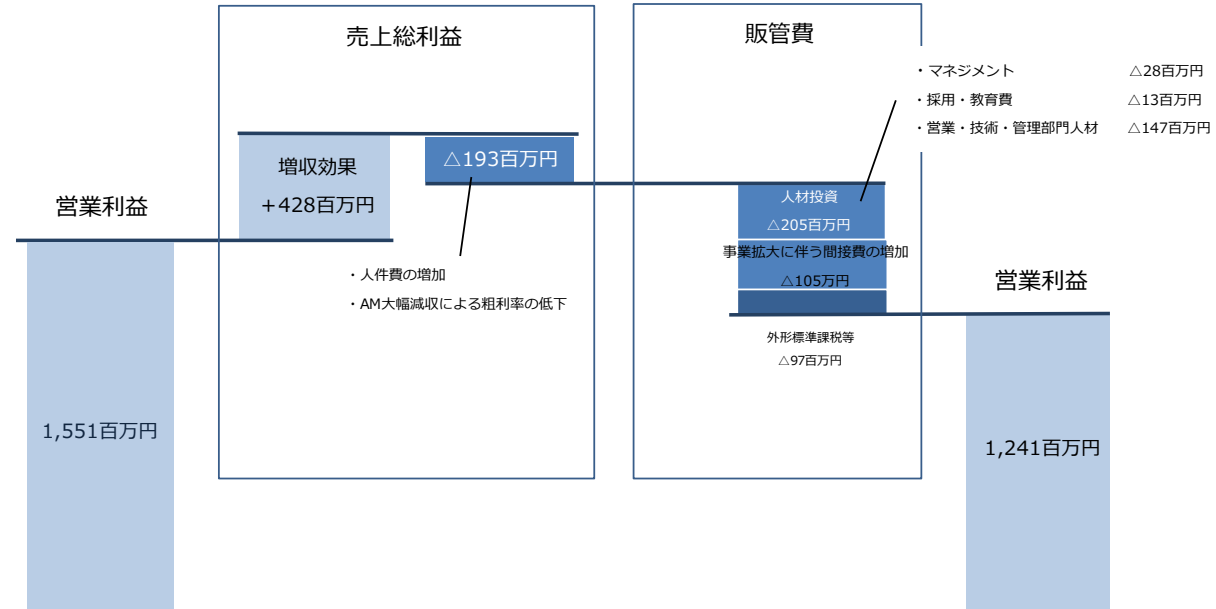 売上総利益
販管費
・マネジメント △28百万円
・採用・教育費 △13百万円
・営業・技術・管理部門人材 △147百万円
増収効果
+428百万円
△193百万円
営業利益
人材投資
△205百万円
事業拡大に伴う間接費の増加
△105万円
・人件費の増加
・AM大幅減収による粗利率の低下
営業利益
外形標準課税等
△97百万円
1,551百万円
1,241百万円